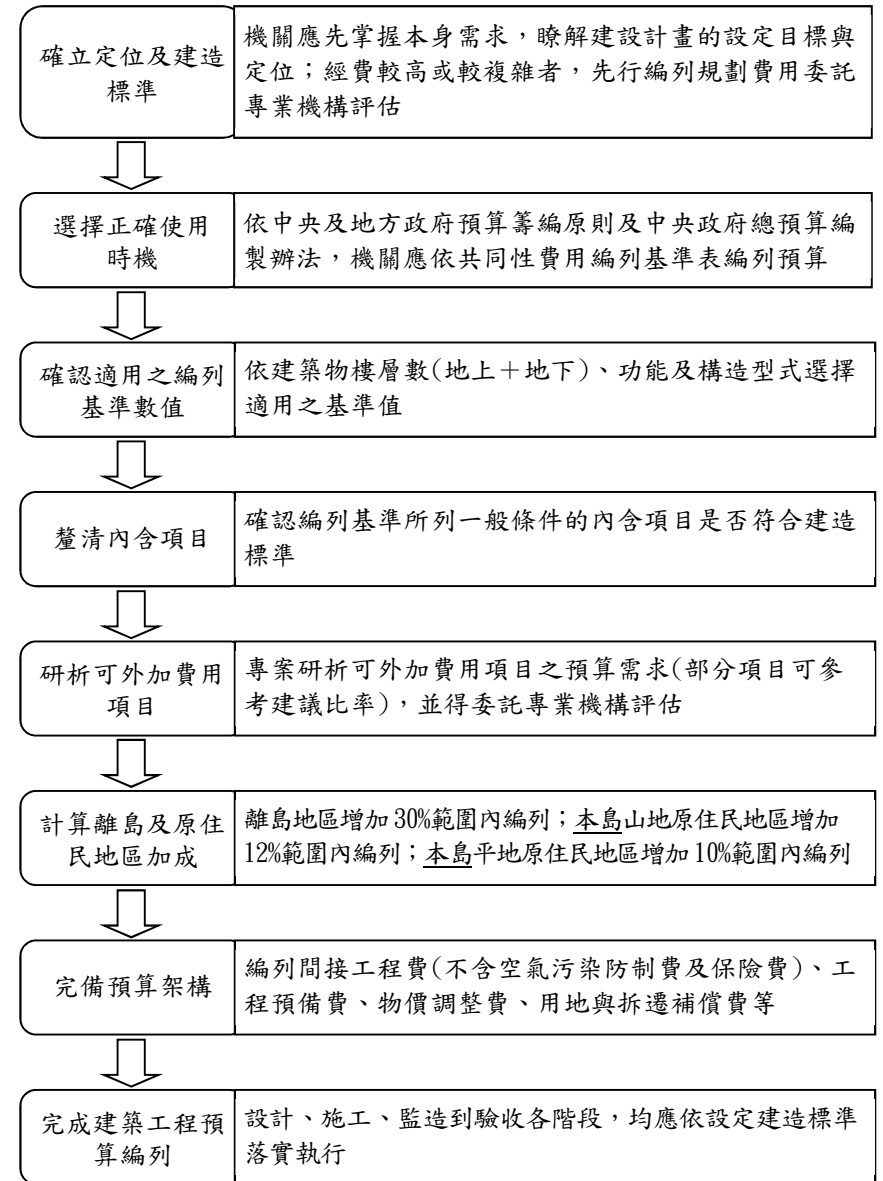 確立定位及建造
標準
機關應先掌握本身需求，瞭解建設計畫的設定目標與
定位；經費較高或較複雜者，先行編列規劃費用委託
專業機構評估
選擇正確使用
時機
依中央及地方政府預算籌編原則及中央政府總預算編
製辦法，機關應依共同性費用編列基準表編列預算
確認適用之編列
基準數值
依建築物樓層數(地上＋地下)、功能及構造型式選擇
適用之基準值
釐清內含項目
確認編列基準所列一般條件的內含項目是否符合建造
標準
研析可外加費用
項目
專案研析可外加費用項目之預算需求(部分項目可參
考建議比率)，並得委託專業機構評估
計算離島及原住
民地區加成
離島地區增加 30%範圍內編列；本島山地原住民地區增加
12%範圍內編列；本島平地原住民地區增加 10%範圍內編列
完備預算架構
編列間接工程費(不含空氣污染防制費及保險費)、工
程預備費、物價調整費、用地與拆遷補償費等
完成建築工程預
算編列
設計、施工、監造到驗收各階段，均應依設定建造標準
落實執行